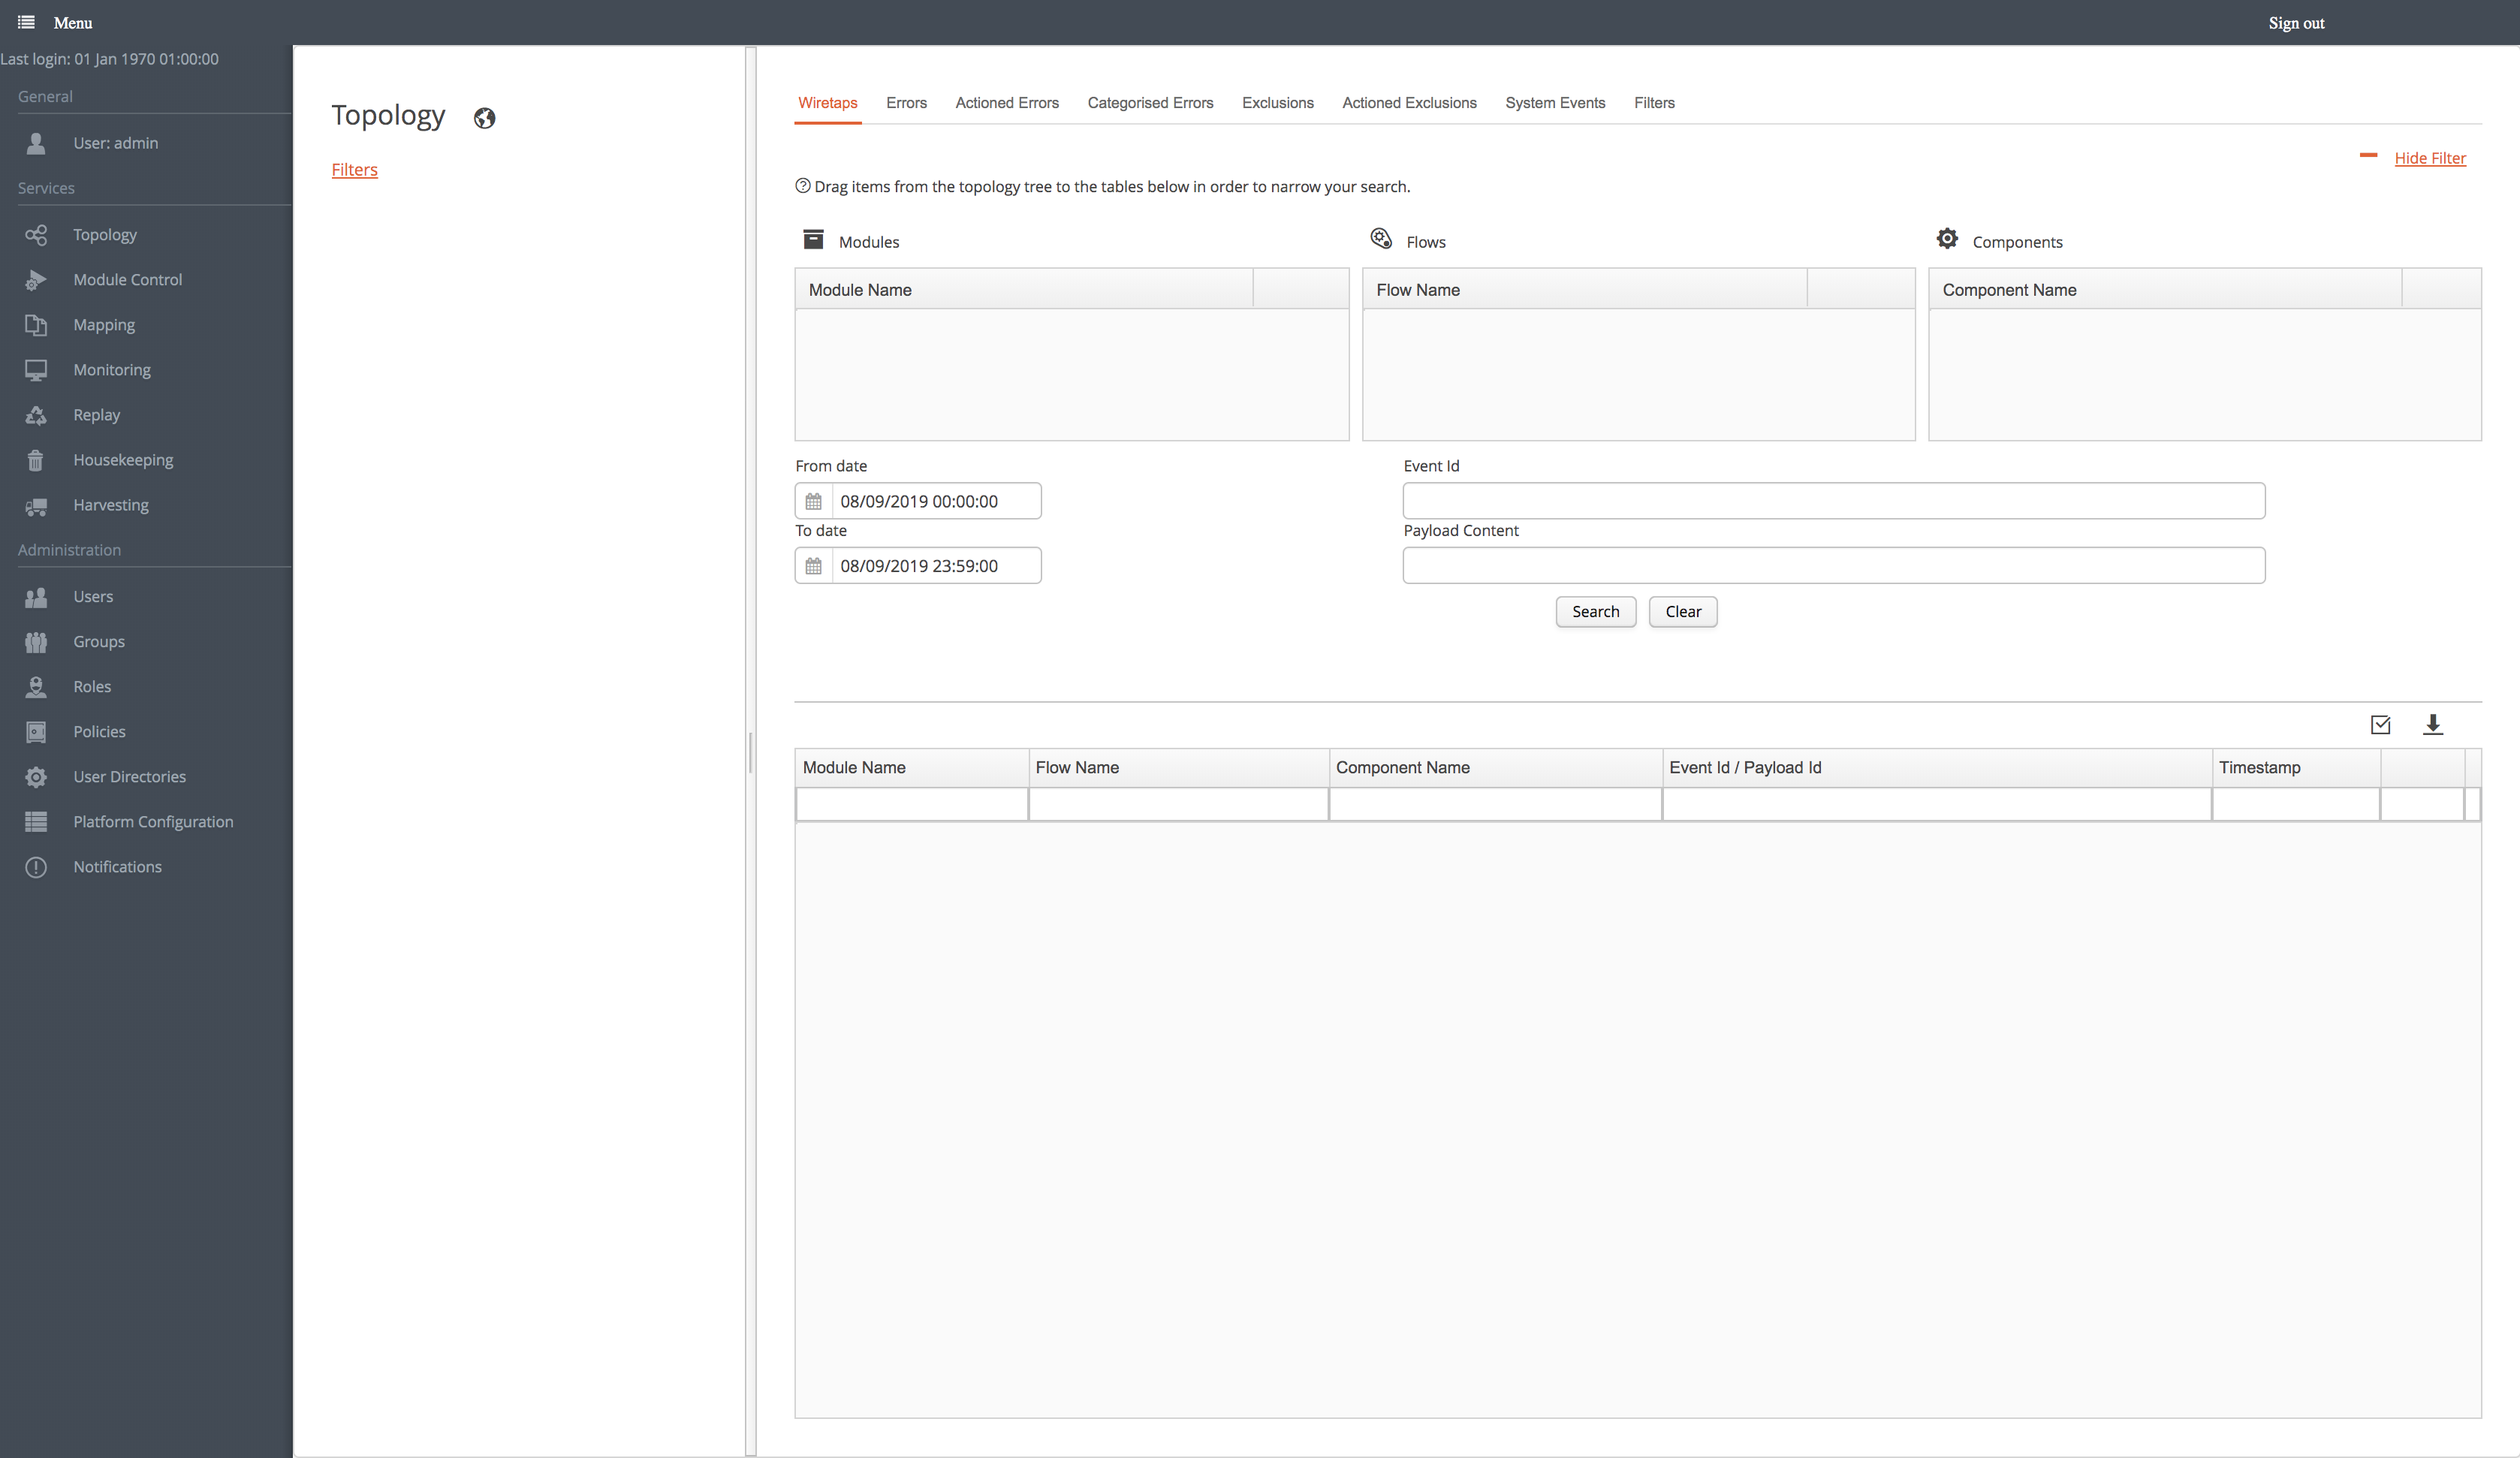 Menu
Sign out
Last login: 01 Jan 1970 01:00:00
General
User: admin
Services
Topology
Module Control
Mapping
Monitoring
Replay
Housekeeping
Harvesting
Administration
Users
Groups
Roles
Policies
User Directories
Platform Configuration
Notifications
Topology
Filters
Wiretaps Errors Actioned Errors Categorised Errors Exclusions Actioned Exclusions System Events Filters
Hide Filter
Drag items from the topology tree to the tables below in order to narrow your search.
Modules Flows Components
Module Name Flow Name Component Name
From date Event Id
08/09/2019 00:00:00
To date Payload Content
08/09/2019 23:59:00
Search Clear
Module Name Flow Name Component Name Event Id / Payload Id Timestamp